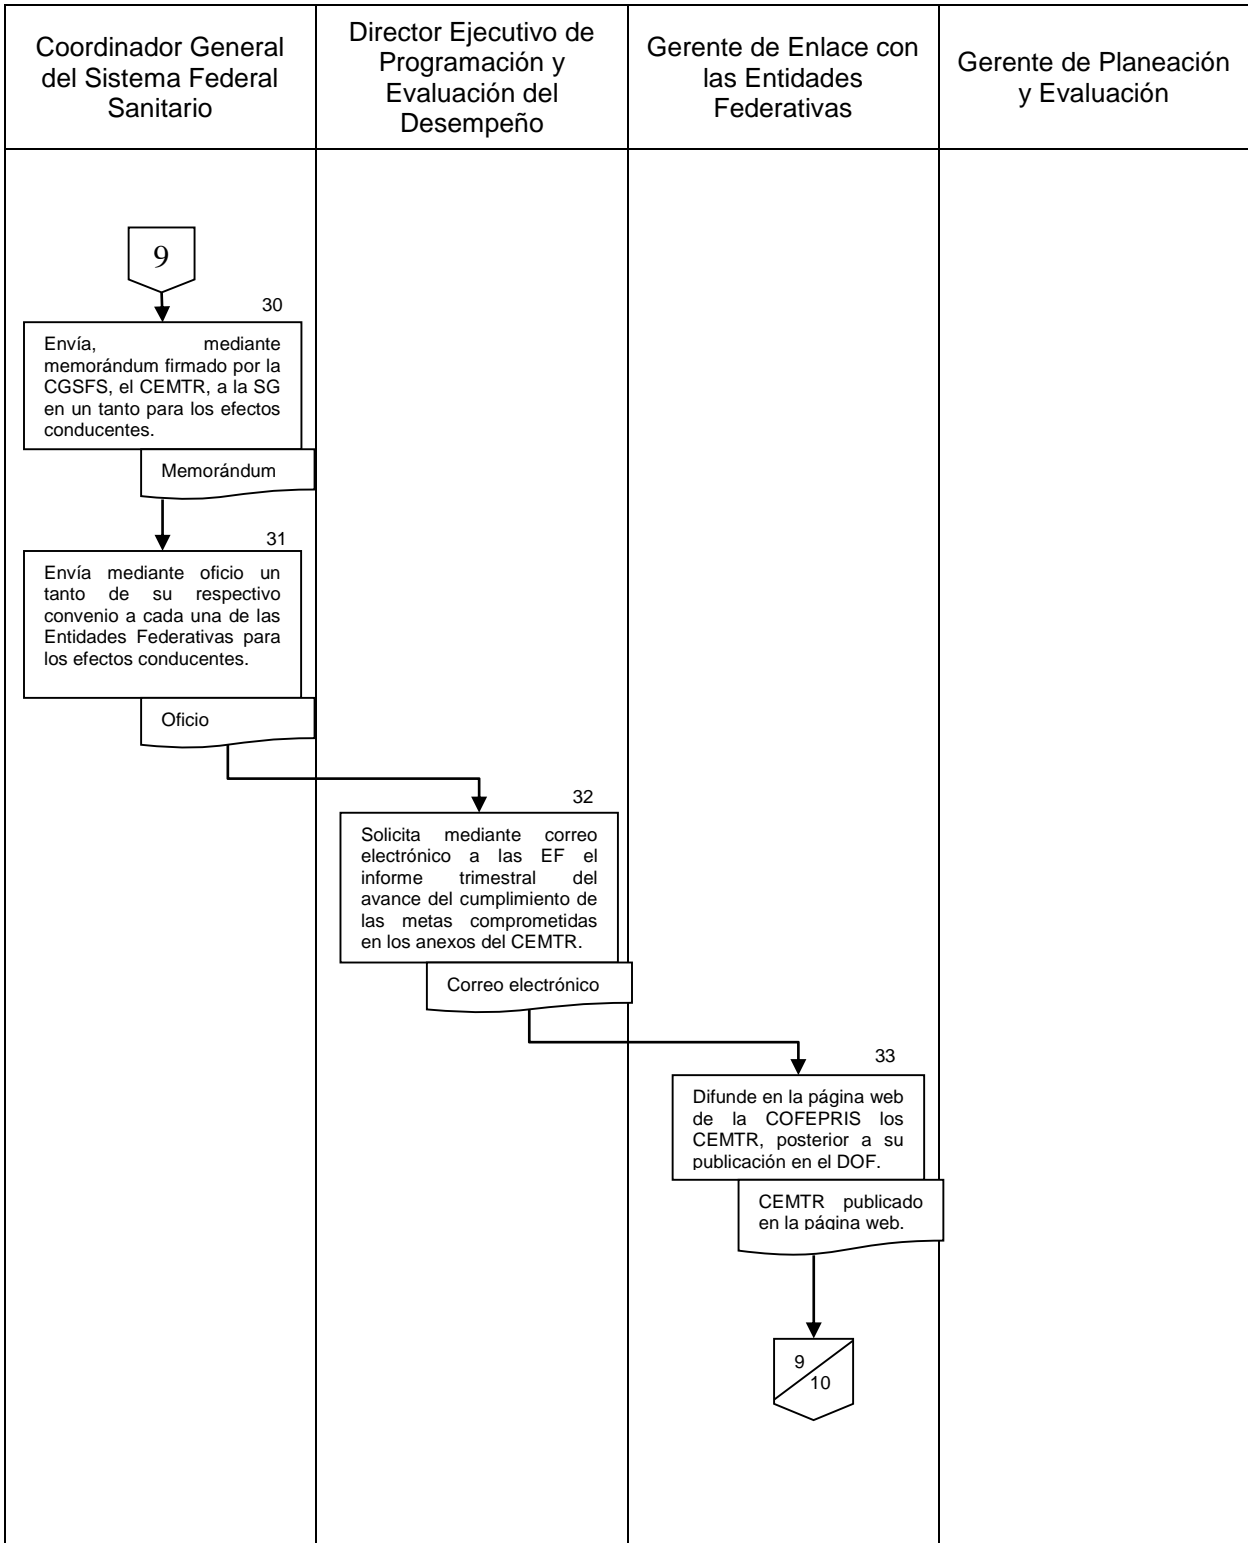 Coordinador General
del Sistema Federal
Sanitario
Director Ejecutivo de
Programación y
Evaluación del
Desempeño
Gerente de Enlace con
las Entidades
Federativas
Gerente de Planeación
y Evaluación
9
30
Envía, mediante
memorándum firmado por la
CGSFS, el CEMTR, a la SG
en un tanto para los efectos
conducentes.
Memorándum
31
Envía mediante oficio un
tanto de su respectivo
convenio a cada una de las
Entidades Federativas para
los efectos conducentes.
Oficio
32
Solicita mediante correo
electrónico a las EF el
informe trimestral del
avance del cumplimiento de
las metas comprometidas
en los anexos del CEMTR.
Correo electrónico
33
Difunde en la página web
de la COFEPRIS los
CEMTR, posterior a su
publicación en el DOF.
CEMTR publicado
en la página web.
9
10